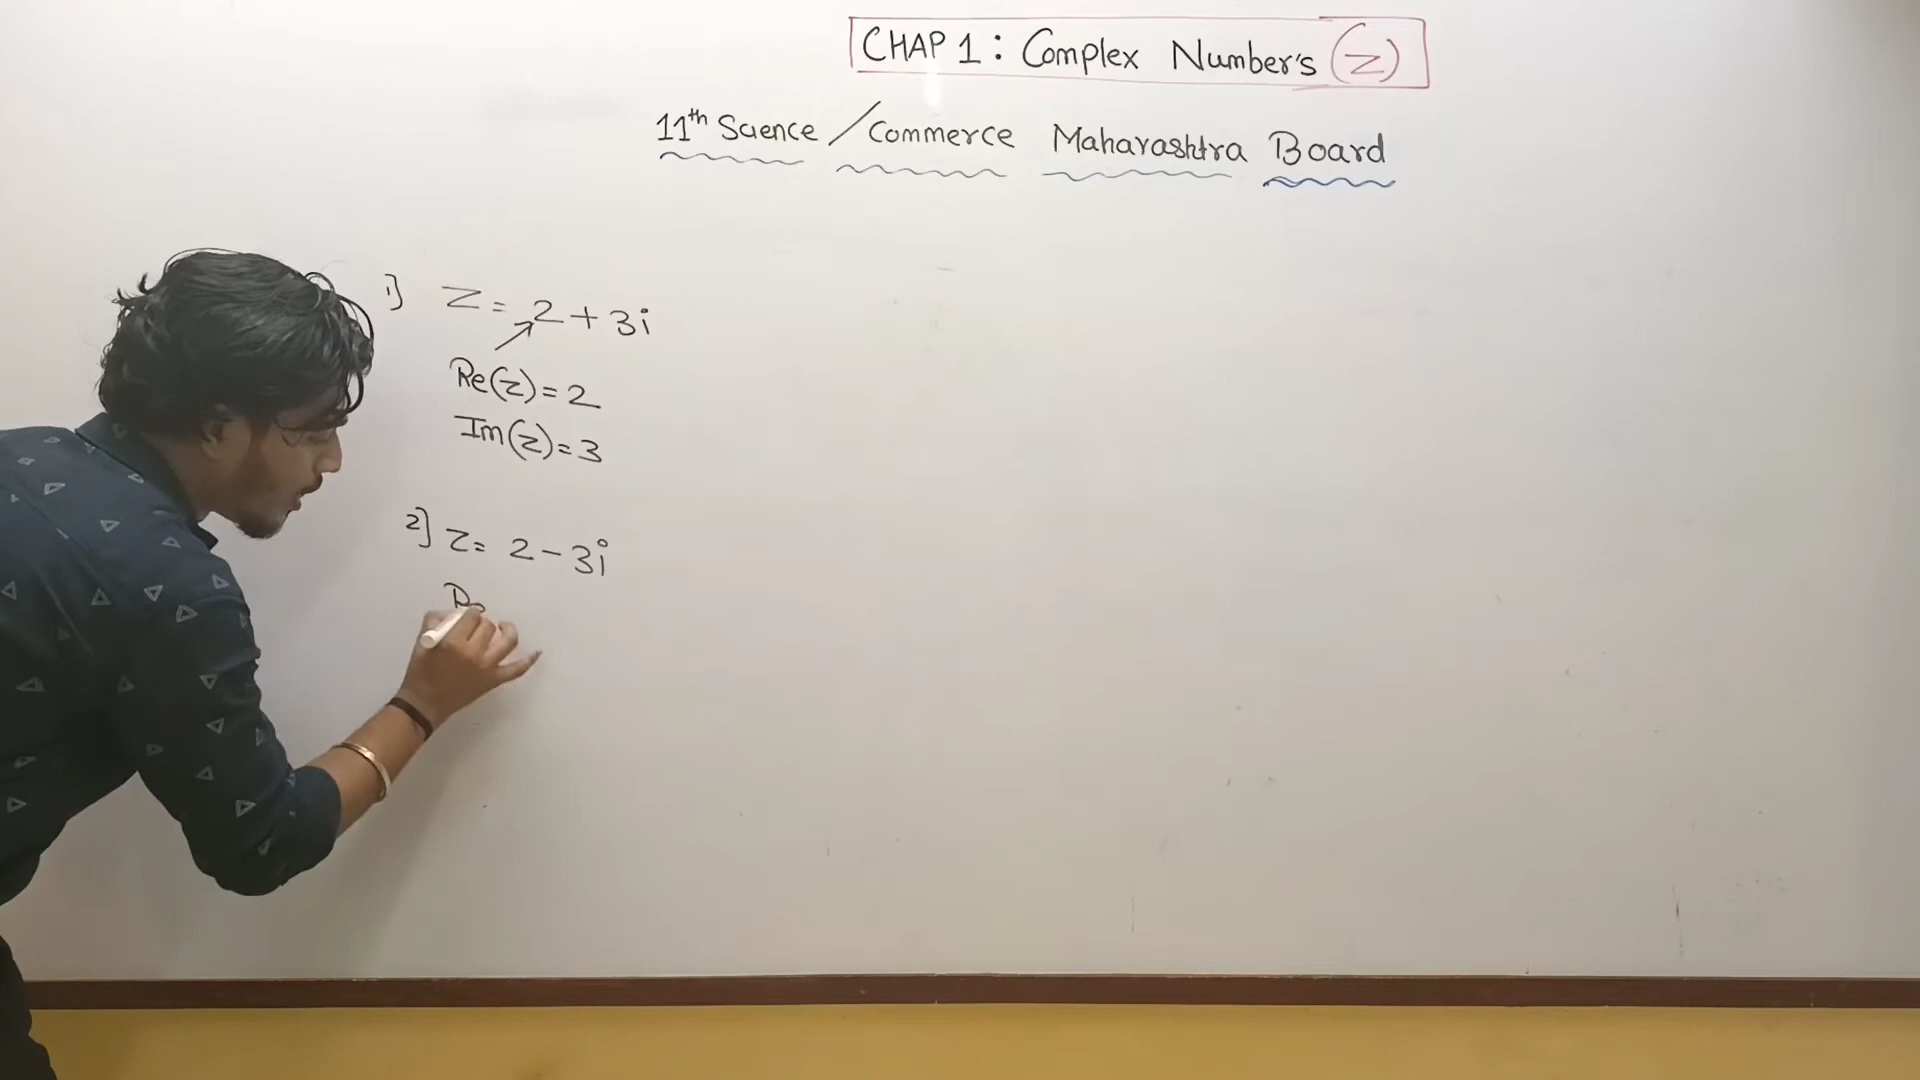 CHAP 1 : Complex Number's (z)
11th Science / Commerce Maharashtra Board
1] z = 2 + 3i
Re(z) = 2
Im(z) = 3
2] z = 2 - 3i
Re